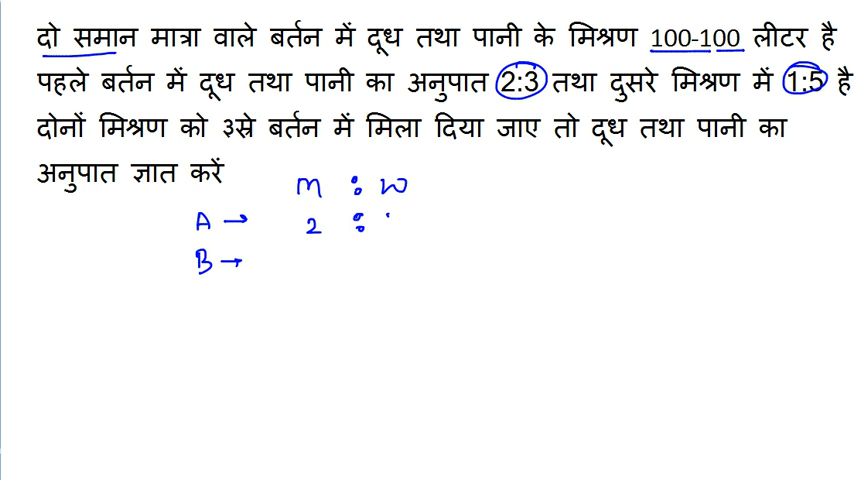 दो समान मात्रा वाले बर्तन में दूध तथा पानी के मिश्रण 100-100 लीटर है
पहले बर्तन में दूध तथा पानी का अनुपात 2:3 तथा दुसरे मिश्रण में 1:5 है
दोनों मिश्रण को ३स्रे बर्तन में मिला दिया जाए तो दूध तथा पानी का
अनुपात ज्ञात करें
M : W
A → 2 :
B →